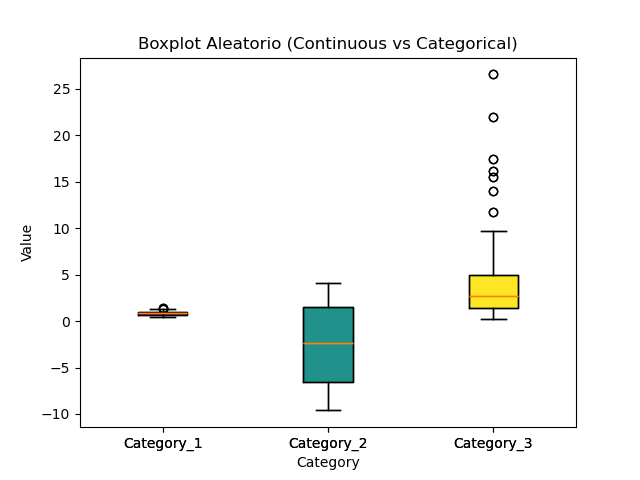 Boxplot Aleatorio (Continuous vs Categorical)
25
20
15
10
5
0
−5
−10
Value
Category_1
Category_2
Category_3
Category